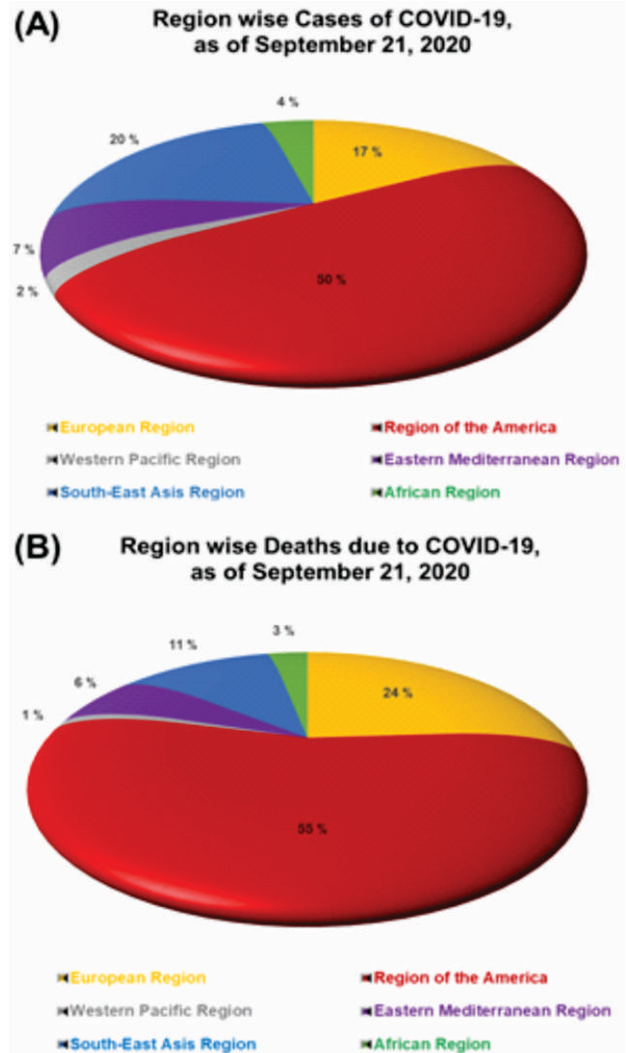 (A) Region wise Cases of COVID-19,
as of September 21, 2020
4 %
20 %
17 %
7 %
2 %
50 %
European Region
Region of the America
Western Pacific Region
Eastern Mediterranean Region
South-East Asis Region
African Region
(B) Region wise Deaths due to COVID-19,
as of September 21, 2020
3 %
11 %
6 %
24 %
1 %
55 %
European Region
Region of the America
Western Pacific Region
Eastern Mediterranean Region
South-East Asis Region
African Region